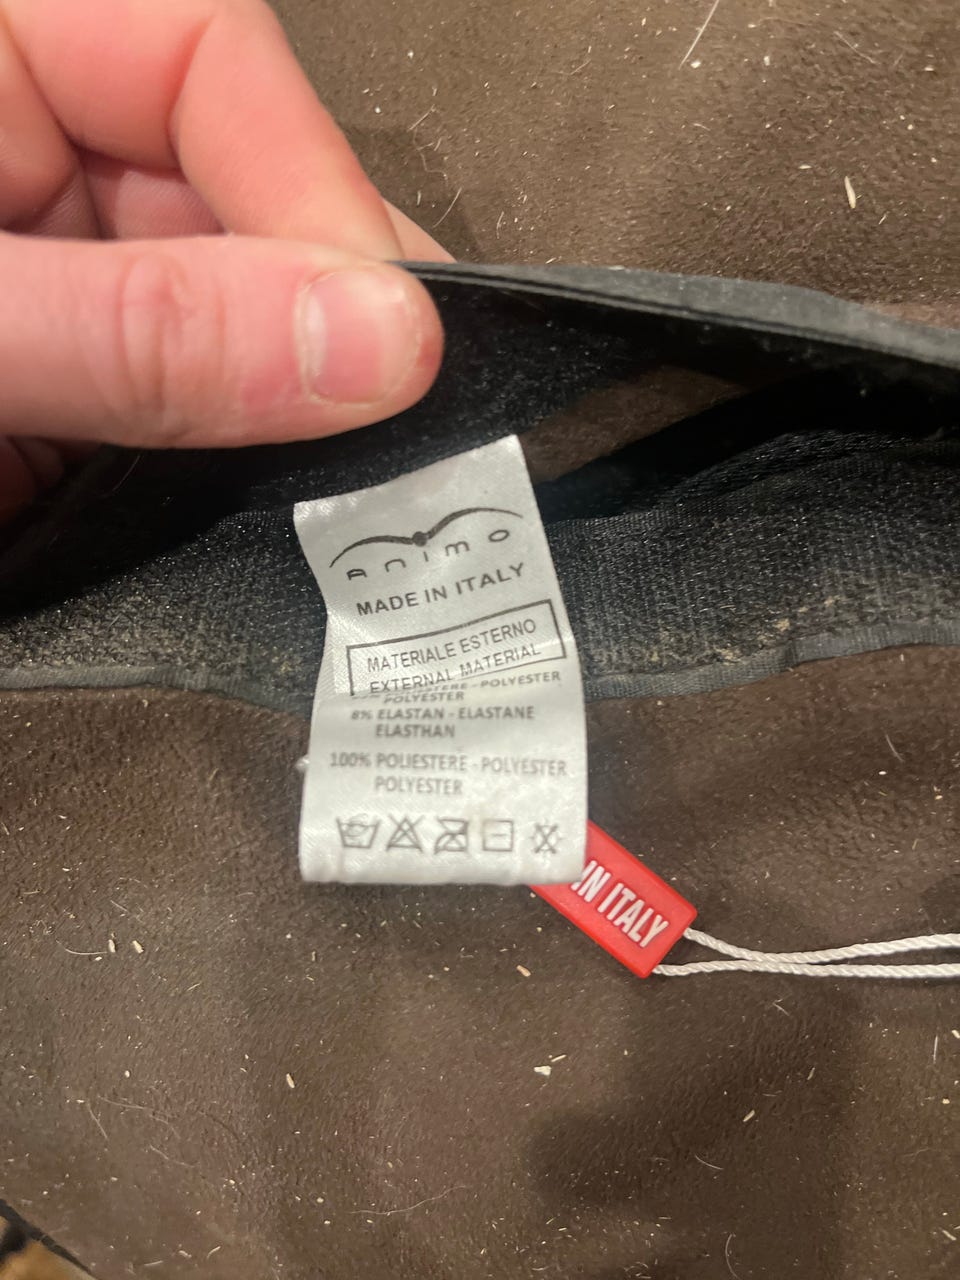 Animo
MADE IN ITALY
MATERIALE ESTERNO
EXTERNAL MATERIAL
- POLYESTER
POLYESTER
8% ELASTAN - ELASTANE
ELASTHAN
100% POLIESTERE - POLYESTER
POLYESTER
IN ITALY